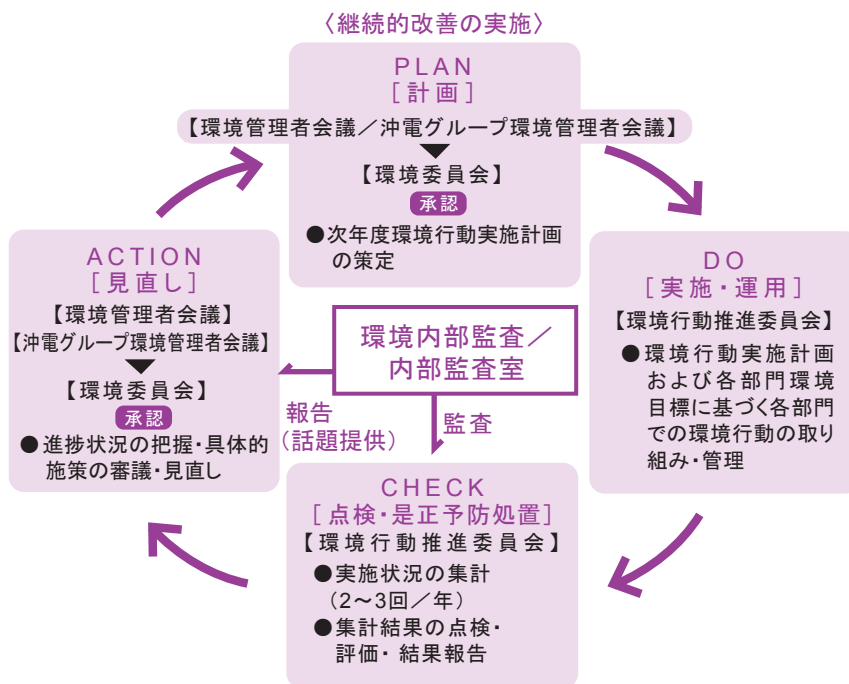 〈継続的改善の実施〉
PLAN
[計画]
【環境管理者会議／沖電グループ環境管理者会議】
【環境委員会】
承認
●次年度環境行動実施計画
の策定
DO
[実施・運用]
【環境行動推進委員会】
●環境行動実施計画
および各部門環境
目標に基づく各部門
での環境行動の取り
組み・管理
CHECK
[点検・是正予防処置]
【環境行動推進委員会】
●実施状況の集計
（2～3回／年）
●集計結果の点検・
評価・結果報告
ACTION
[見直し]
【環境管理者会議】
【沖電グループ環境管理者会議】
【環境委員会】
承認
●進捗状況の把握・具体的
施策の審議・見直し
環境内部監査／
内部監査室
報告
（話題提供）
監査